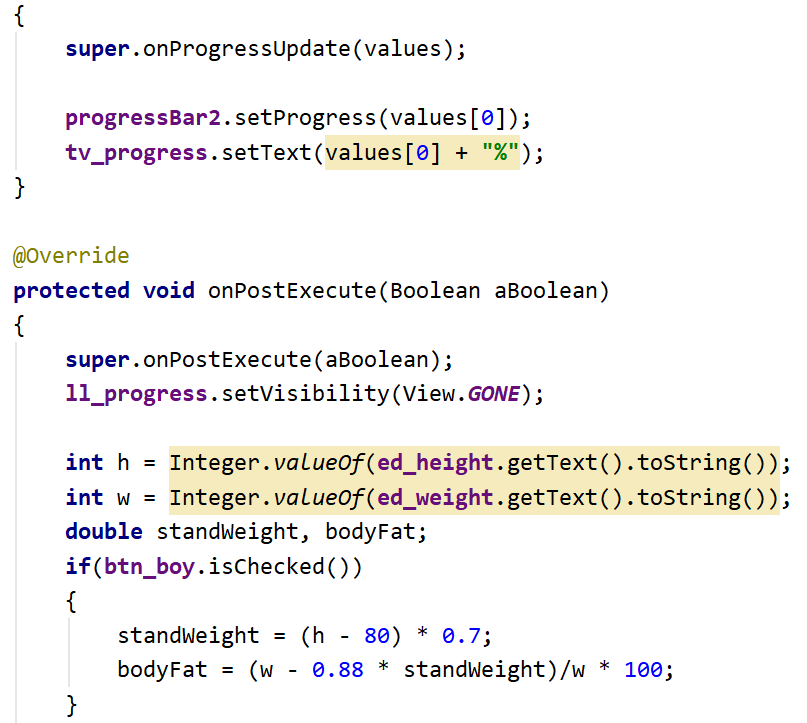 {
super.onProgressUpdate(values);
progressBar2.setProgress(values[0]);
tv_progress.setText(values[0] + "%");
}
@Override
protected void onPostExecute(Boolean aBoolean)
{
super.onPostExecute(aBoolean);
ll_progress.setVisibility(View.GONE);
int h = Integer.valueOf(ed_height.getText().toString());
int w = Integer.valueOf(ed_weight.getText().toString());
double standWeight, bodyFat;
if(btn_boy.isChecked())
{
standWeight = (h - 80) * 0.7;
bodyFat = (w - 0.88 * standWeight)/w * 100;
}